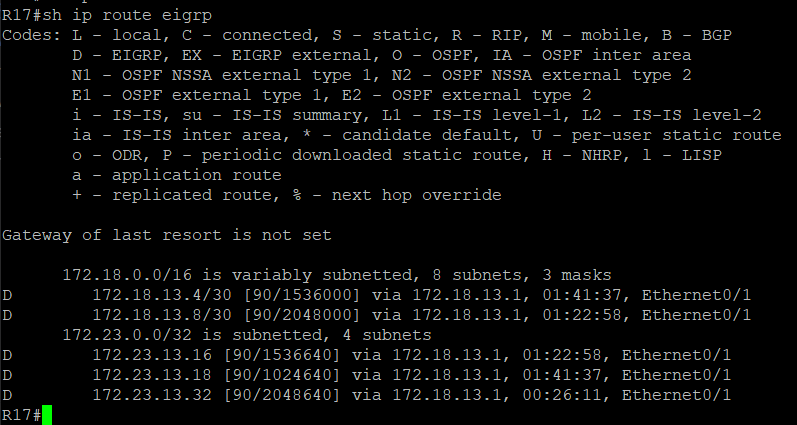 R17#sh ip route eigrp
Codes: L - local, C - connected, S - static, R - RIP, M - mobile, B - BGP
       D - EIGRP, EX - EIGRP external, O - OSPF, IA - OSPF inter area
       N1 - OSPF NSSA external type 1, N2 - OSPF NSSA external type 2
       E1 - OSPF external type 1, E2 - OSPF external type 2
       i - IS-IS, su - IS-IS summary, L1 - IS-IS level-1, L2 - IS-IS level-2
       ia - IS-IS inter area, * - candidate default, U - per-user static route
       o - ODR, P - periodic downloaded static route, H - NHRP, l - LISP
       a - application route
       + - replicated route, % - next hop override

Gateway of last resort is not set

      172.18.0.0/16 is variably subnetted, 8 subnets, 3 masks
D        172.18.13.4/30 [90/1536000] via 172.18.13.1, 01:41:37, Ethernet0/1
D        172.18.13.8/30 [90/2048000] via 172.18.13.1, 01:22:58, Ethernet0/1
      172.23.0.0/32 is subnetted, 4 subnets
D        172.23.13.16 [90/1536640] via 172.18.13.1, 01:22:58, Ethernet0/1
D        172.23.13.18 [90/1024640] via 172.18.13.1, 01:41:37, Ethernet0/1
D        172.23.13.32 [90/2048640] via 172.18.13.1, 00:26:11, Ethernet0/1
R17#